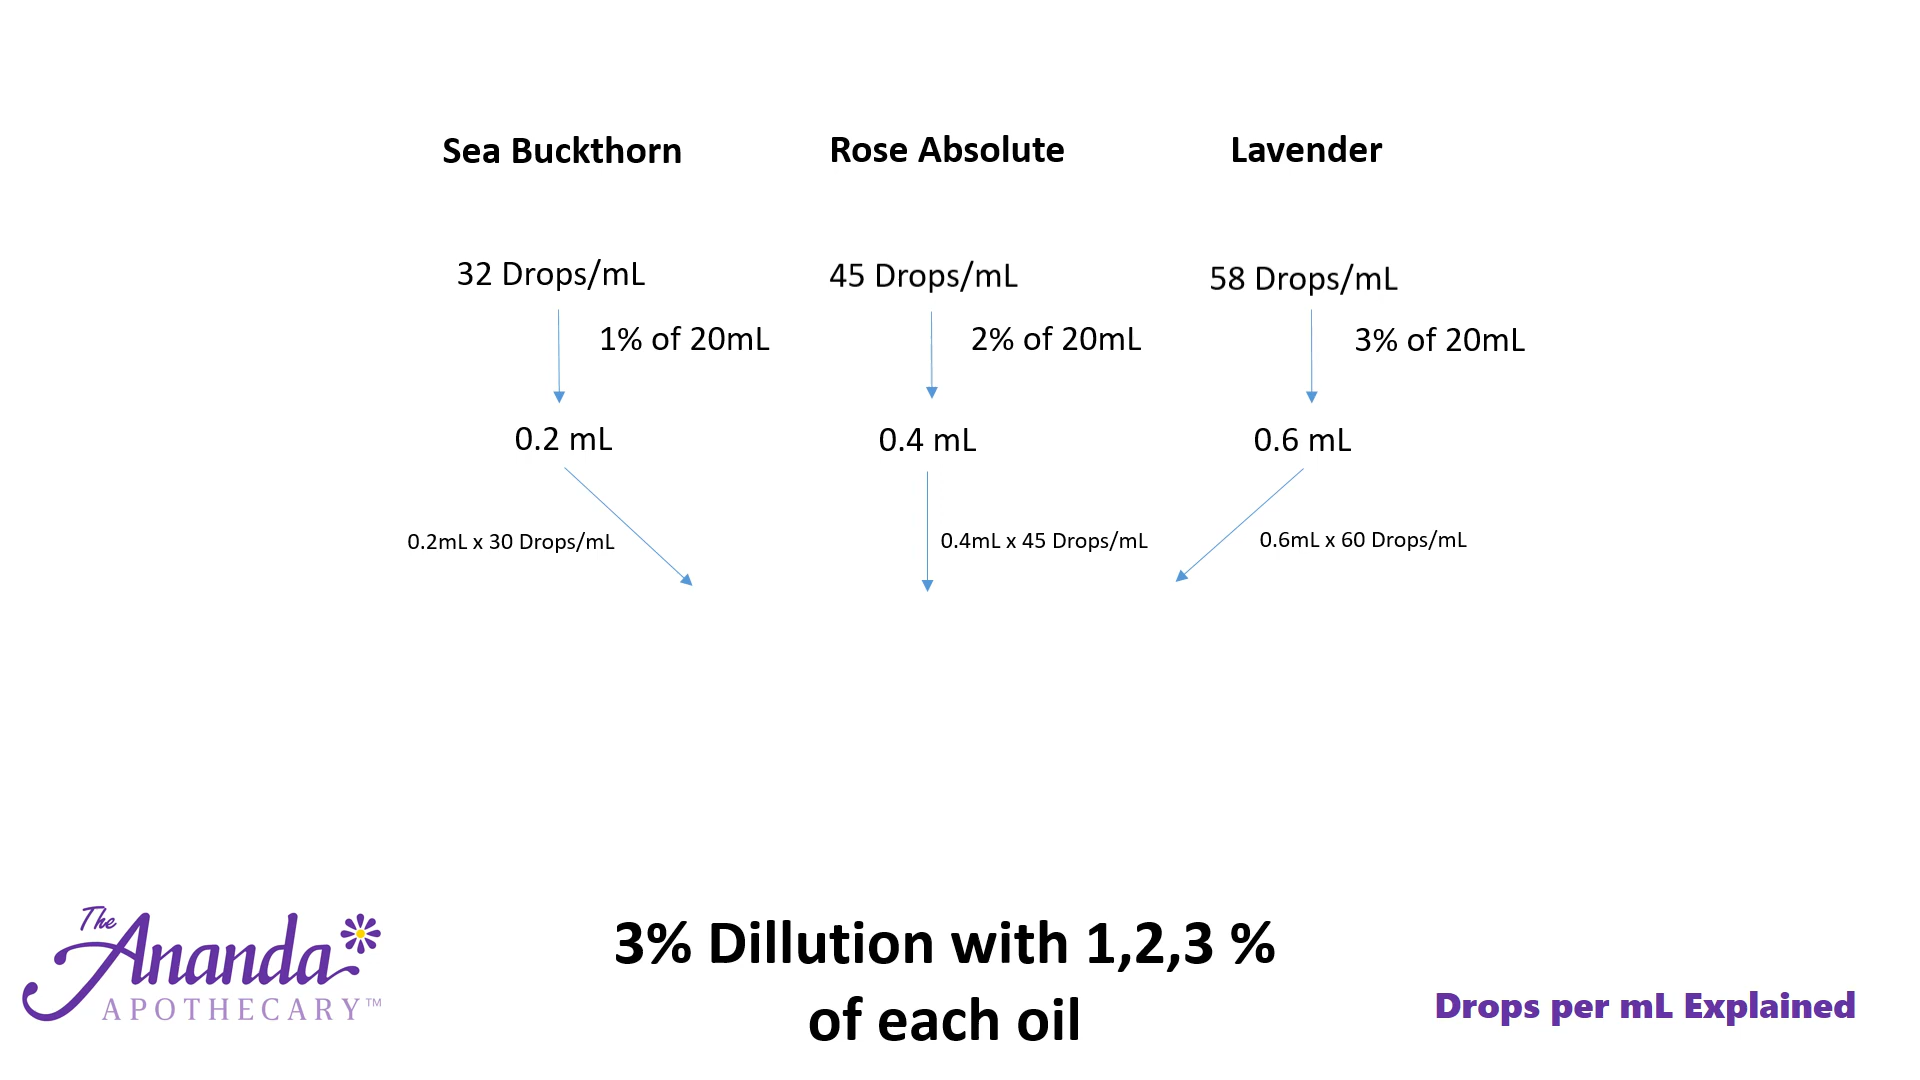 Sea Buckthorn
Rose Absolute
Lavender
32 Drops/mL
45 Drops/mL
58 Drops/mL
1% of 20mL
2% of 20mL
3% of 20mL
0.2 mL
0.4 mL
0.6 mL
0.2mL x 30 Drops/mL
0.4mL x 45 Drops/mL
0.6mL x 60 Drops/mL
The
Ananda
APOTHECARY™
3% Dillution with 1,2,3 %
of each oil
Drops per mL Explained